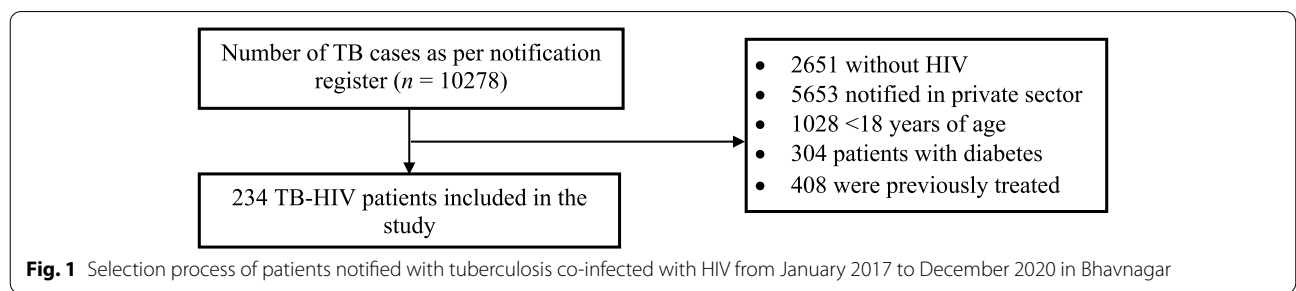 Number of TB cases as per notification
register (n = 10278)
• 2651 without HIV
• 5653 notified in private sector
• 1028 <18 years of age
• 304 patients with diabetes
• 408 were previously treated
234 TB-HIV patients included in the
study
Fig. 1 Selection process of patients notified with tuberculosis co-infected with HIV from January 2017 to December 2020 in Bhavnagar